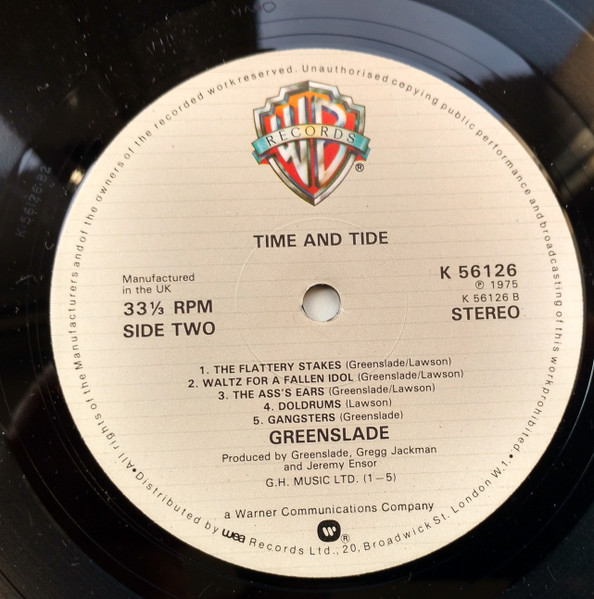 All rights of the Manufacturers and of the owners of the recorded work reserved. Unauthorised copying public performance and broadcasting of this work prohibited.
WB
RECORDS
®
TIME AND TIDE
Manufactured
in the UK
33⅓ RPM
SIDE TWO
K 56126
℗ 1975
K 56126 B
STEREO
1. THE FLATTERY STAKES (Greenslade/Lawson)
2. WALTZ FOR A FALLEN IDOL (Greenslade/Lawson)
3. THE ASS'S EARS (Greenslade/Lawson)
4. DOLDRUMS (Lawson)
5. GANGSTERS (Greenslade)
GREENSLADE
Produced by Greenslade, Gregg Jackman
and Jeremy Ensor
G.H. MUSIC LTD. (1–5)
a Warner Communications Company
®
•Distributed by wea Records Ltd., 20, Broadwick St. London W.1.•